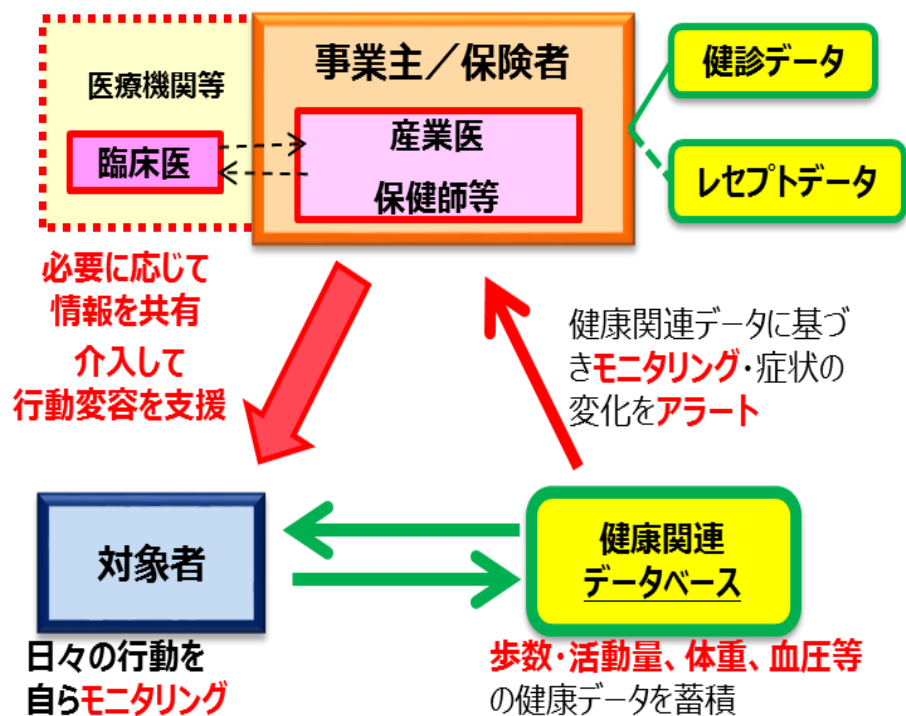 医療機関等
臨床医
事業主／保険者
産業医
保健師等
健診データ
レセプトデータ
必要に応じて
情報を共有
介入して
行動変容を支援
健康関連データに基づ
きモニタリング・症状の
変化をアラート
対象者
日々の行動を
自らモニタリング
健康関連
データベース
歩数・活動量、体重、血圧等
の健康データを蓄積